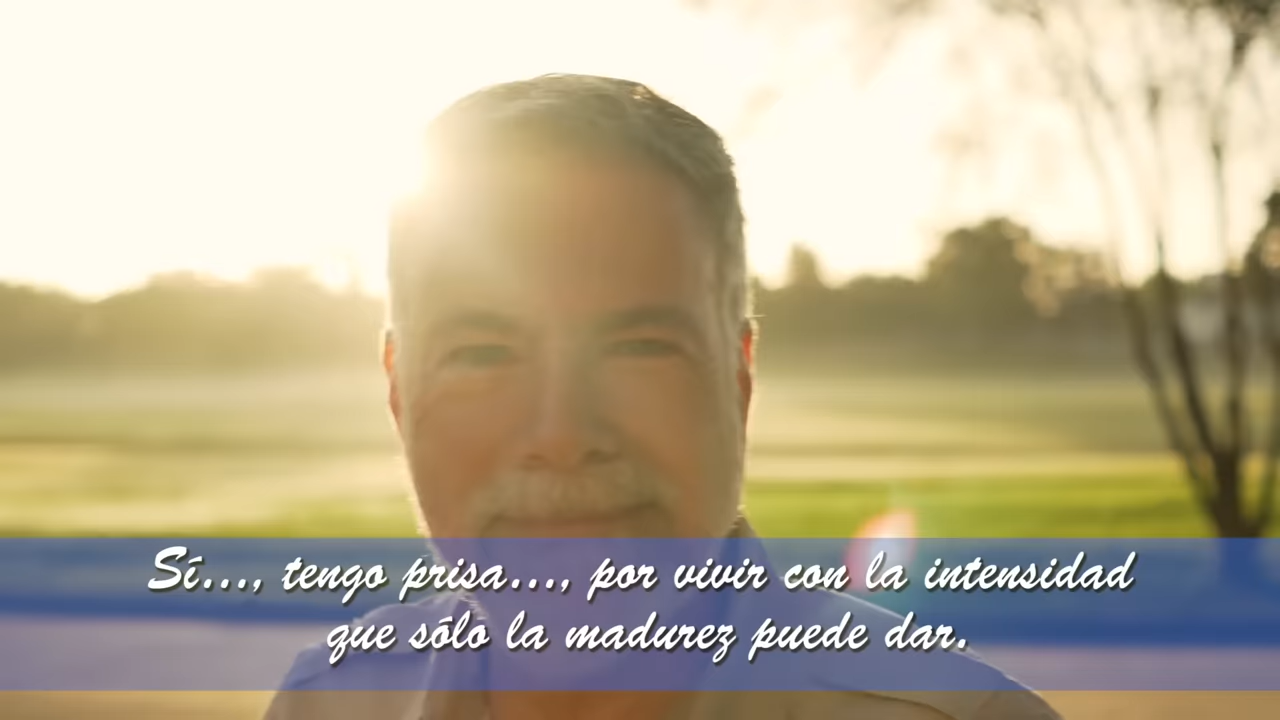 Sí..., tengo prisa..., por vivir con la intensidad
que sólo la madurez puede dar.